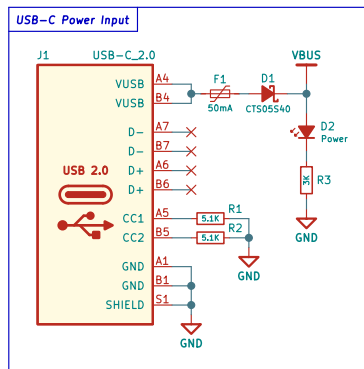 USB-C Power Input
J1 USB-C_2.0
VUSB A4
VUSB B4
F1
50mA
D1
CTS05S40
VBUS
D2
Power
D- A7
D- B7
D+ A6
D+ B6
USB 2.0
3K R3
GND
CC1 A5 5.1K R1
CC2 B5 5.1K R2
GND
GND A1
GND B1
SHIELD S1
GND